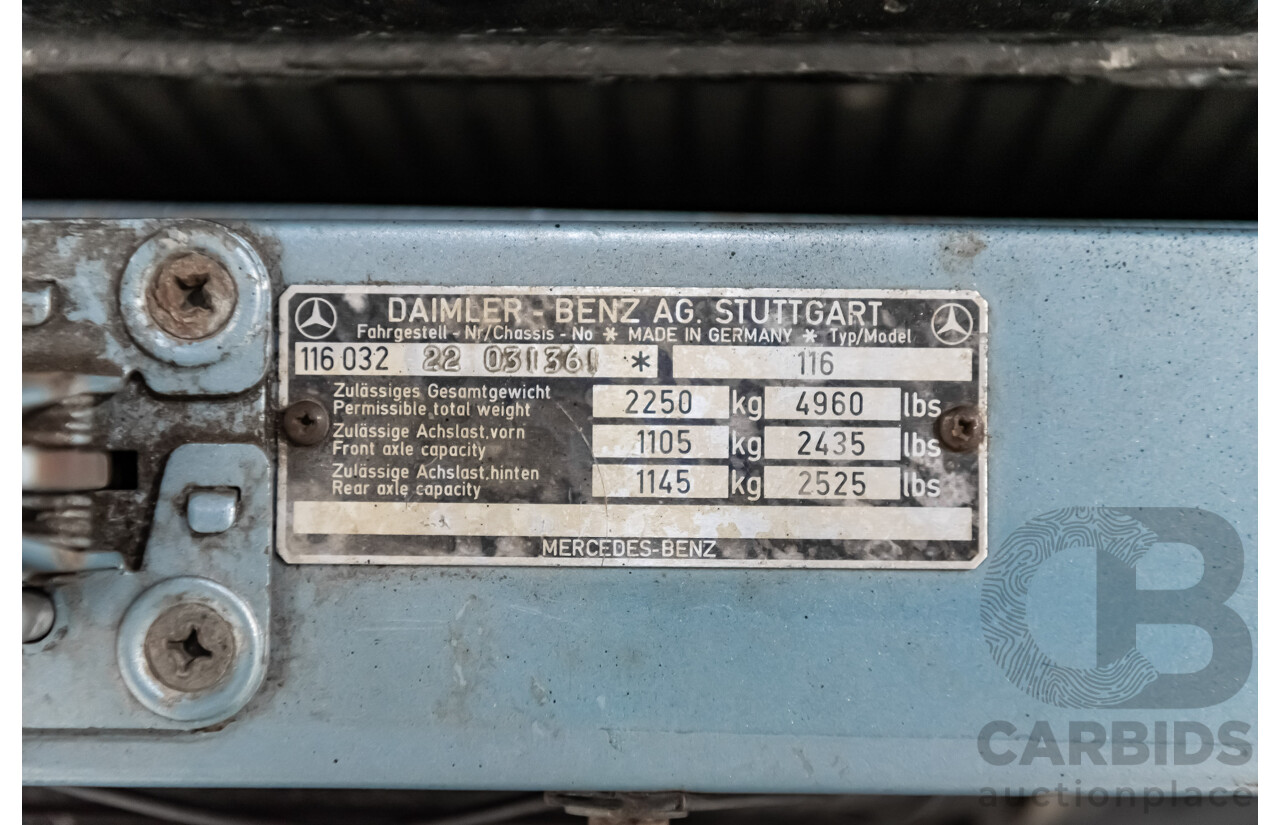 DAIMLER - BENZ AG. STUTTGART
Fahrgestell - Nr/Chassis - No * MADE IN GERMANY * Typ/Model
116 032 22 031361 * 116
Zulässiges Gesamtgewicht
Permissible total weight 2250 kg 4960 lbs
Zulässige Achslast,vorn
Front axle capacity 1105 kg 2435 lbs
Zulässige Achslast,hinten
Rear axle capacity 1145 kg 2525 lbs
MERCEDES-BENZ
CB
CARBIDS
auctionplace